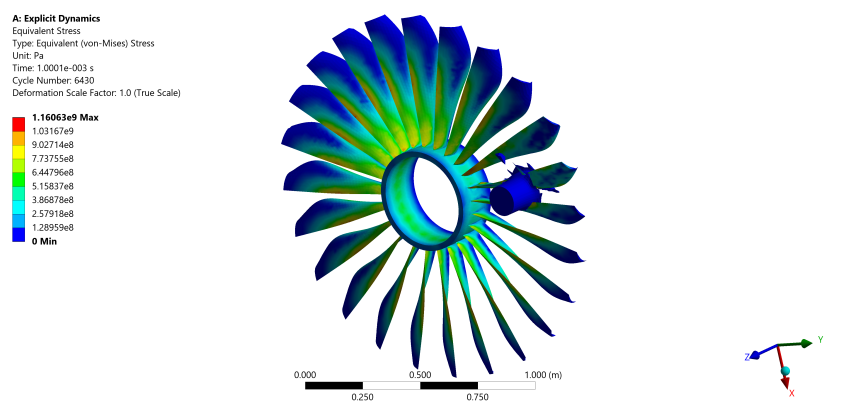 A: Explicit Dynamics
Equivalent Stress
Type: Equivalent (von-Mises) Stress
Unit: Pa
Time: 1.0001e-003 s
Cycle Number: 6430
Deformation Scale Factor: 1.0 (True Scale)
1.16063e9 Max
1.03167e9
9.02714e8
7.73755e8
6.44796e8
5.15837e8
3.86878e8
2.57918e8
1.28959e8
0 Min
0.000 0.500 1.000 (m)
0.250 0.750
Z Y
X